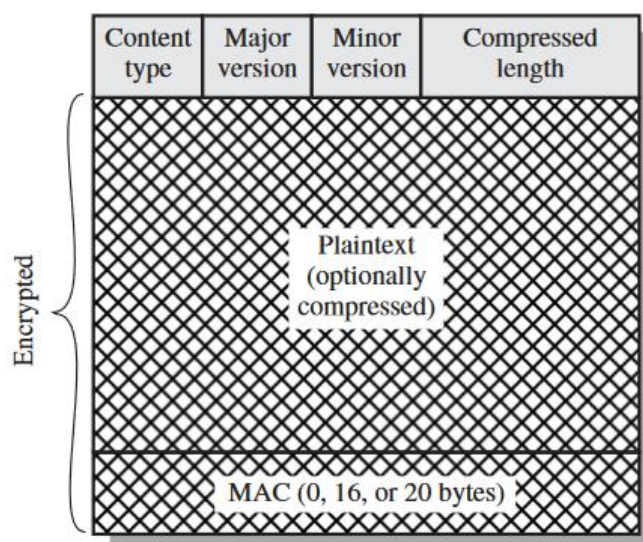 Content
type
Major
version
Minor
version
Compressed
length
Encrypted
Plaintext
(optionally
compressed)
MAC (0, 16, or 20 bytes)